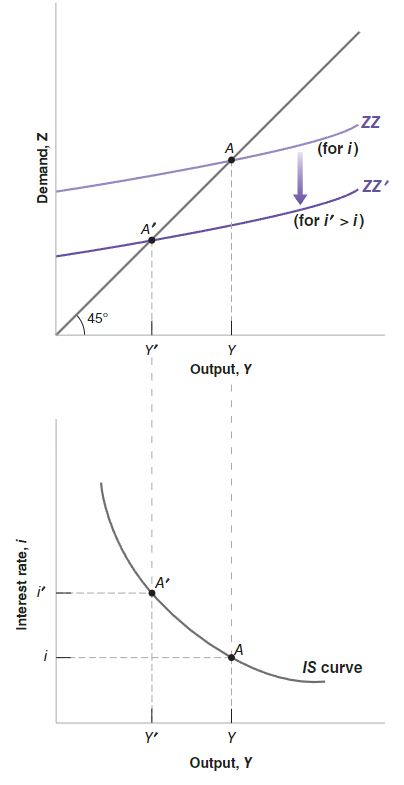 Demand, Z
ZZ
A
(for i)
ZZ′
A′
(for i′ > i)
45°
Y′
Y
Output, Y
Interest rate, i
i′
A′
i
A
IS curve
Y′
Y
Output, Y